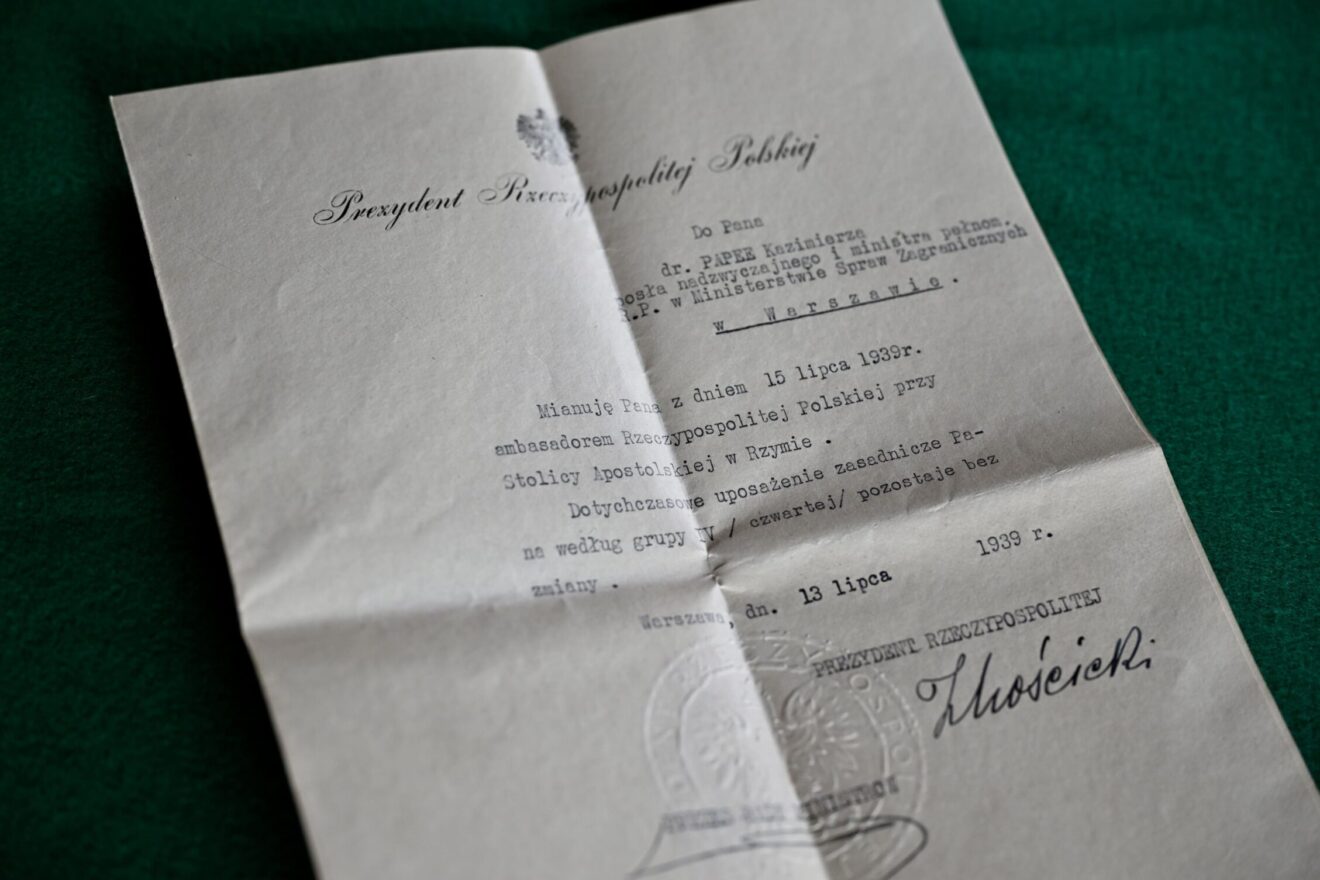 Prezydent Rzeczypospolitej Polskiej
Do Pana
dr. PAPEE Kazimierza
posła nadzwyczajnego i ministra pełnom.
R.P. w Ministerstwie Spraw Zagranicznych
w Warszawie .
Mianuję Pana z dniem 15 lipca 1939r.
ambasadorem Rzeczypospolitej Polskiej przy
Stolicy Apostolskiej w Rzymie .
Dotychczasowe uposażenie zasadnicze Pa-
na według grupy IV / czwartej/ pozostaje bez
zmiany .
Warszawa, dn. 13 lipca 1939 r.
PREZYDENT RZECZYPOSPOLITEJ
IMościcki